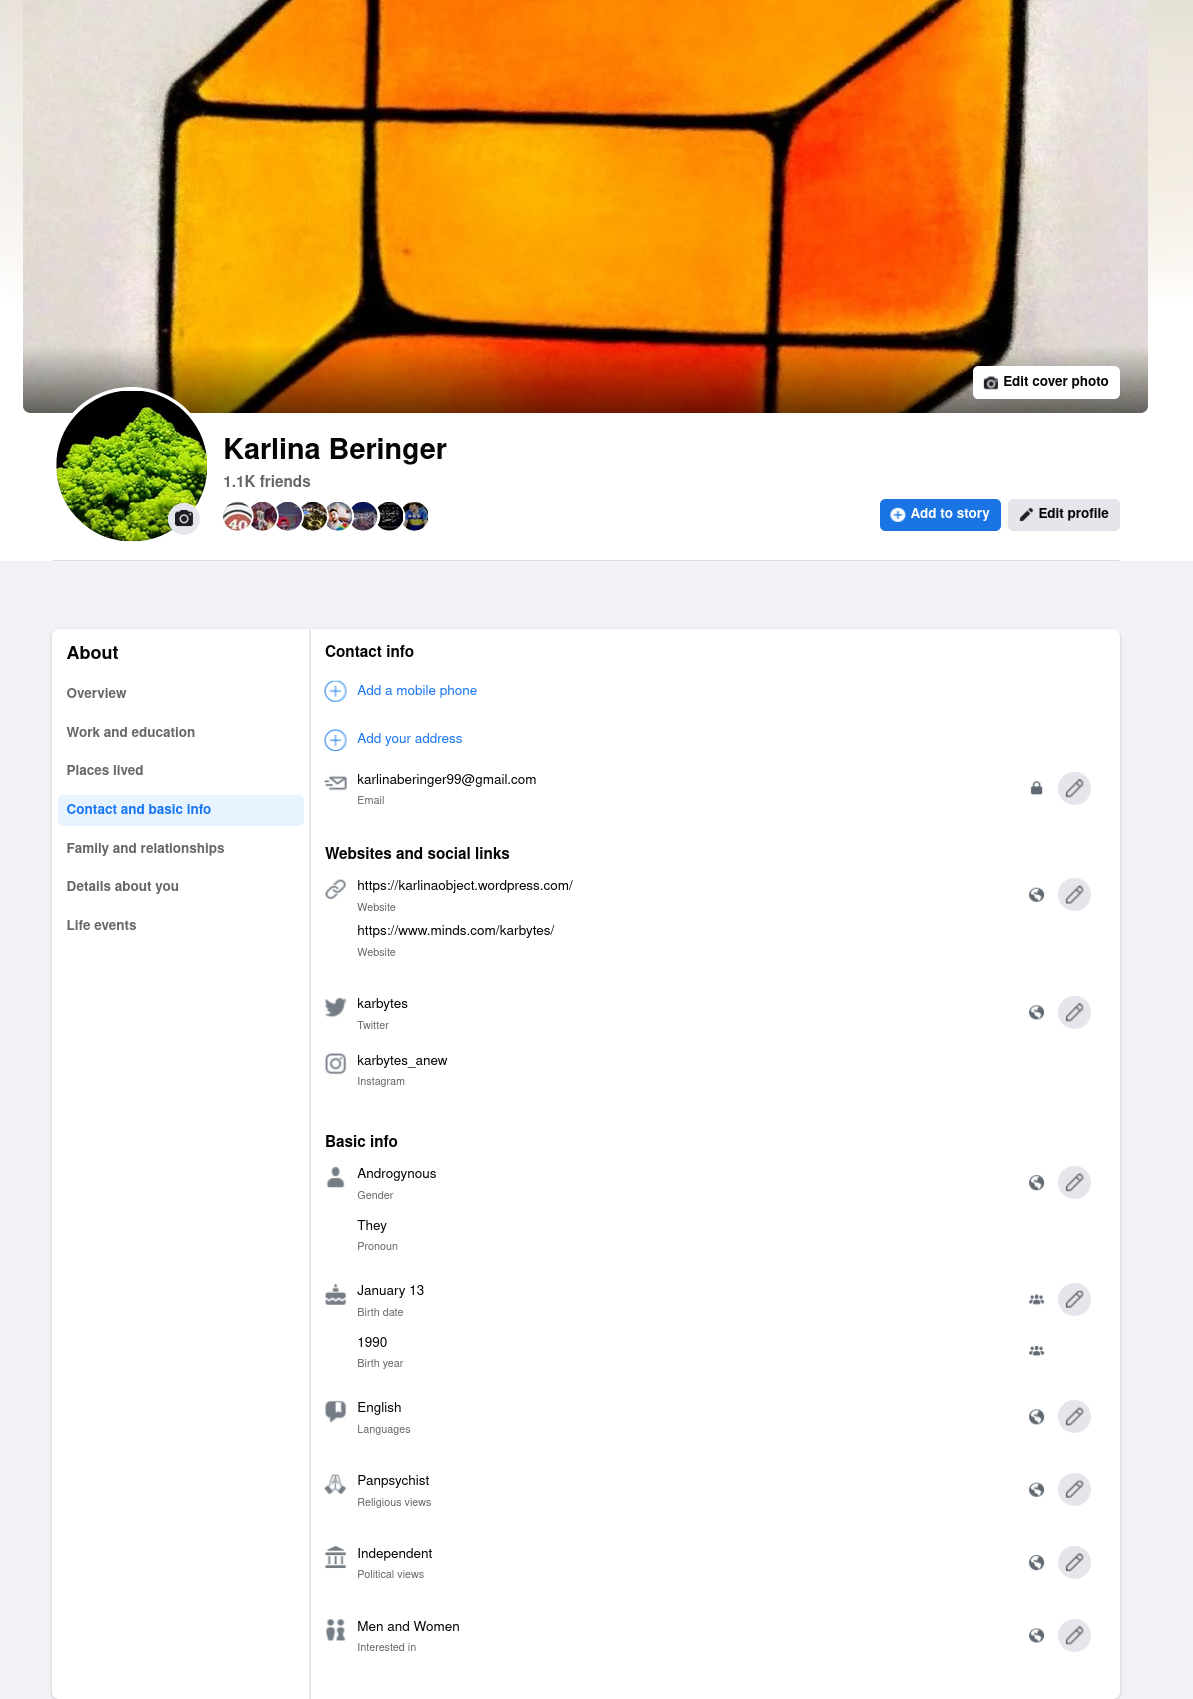 Edit cover photo
Karlina Beringer
1.1K friends
40
Add to story
Edit profile
About
Overview
Work and education
Places lived
Contact and basic info
Family and relationships
Details about you
Life events
Contact info
Add a mobile phone
Add your address
karlinaberinger99@gmail.com
Email
Websites and social links
https://karlinaobject.wordpress.com/
Website
https://www.minds.com/karbytes/
Website
karbytes
Twitter
karbytes_anew
Instagram
Basic info
Androgynous
Gender
They
Pronoun
January 13
Birth date
1990
Birth year
English
Languages
Panpsychist
Religious views
Independent
Political views
Men and Women
Interested in